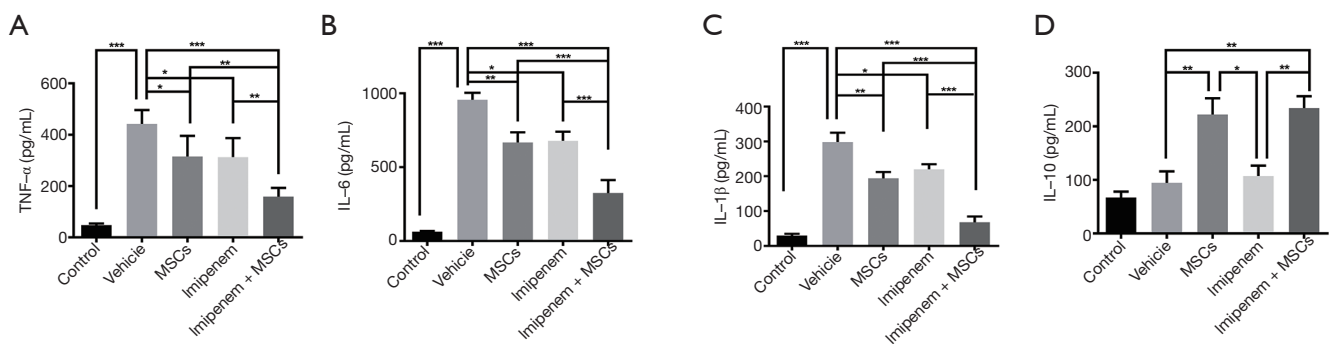 A
TNF–α (pg/mL)
600
400
200
0
***
***
**
*
*
**
Control
Vehicie
MSCs
Imipenem
Imipenem + MSCs
B
IL–6 (pg/mL)
1000
500
0
***
***
***
*
**
***
Control
Vehicie
MSCs
Imipenem
Imipenem + MSCs
C
IL–1β (pg/mL)
400
300
200
100
0
***
***
***
*
**
***
Control
Vehicie
MSCs
Imipenem
Imipenem + MSCs
D
IL–10 (pg/mL)
300
200
100
0
**
**
*
**
Control
Vehicie
MSCs
Imipenem
Imipenem + MSCs